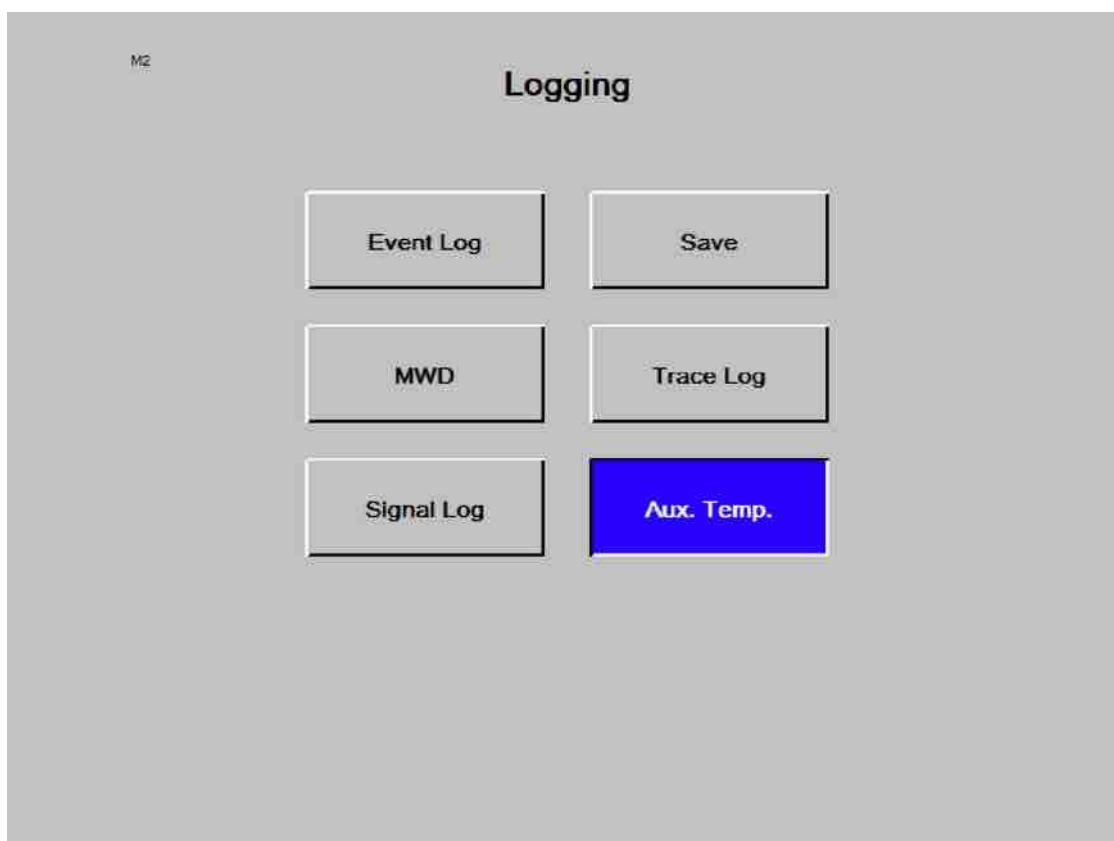 M2
Logging
Event Log
Save
MWD
Trace Log
Signal Log
Aux. Temp.